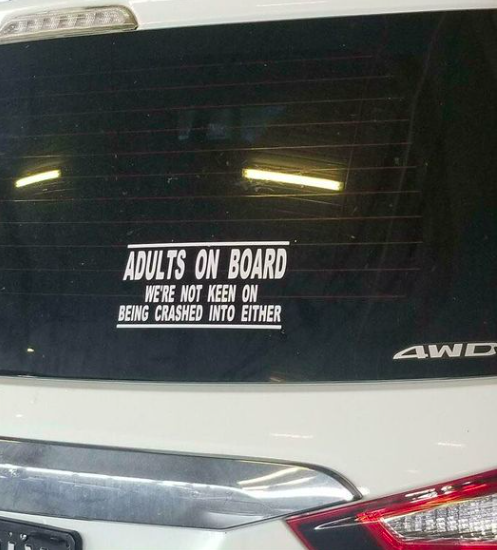 ADULTS ON BOARD
WE'RE NOT KEEN ON
BEING CRASHED INTO EITHER
4WD